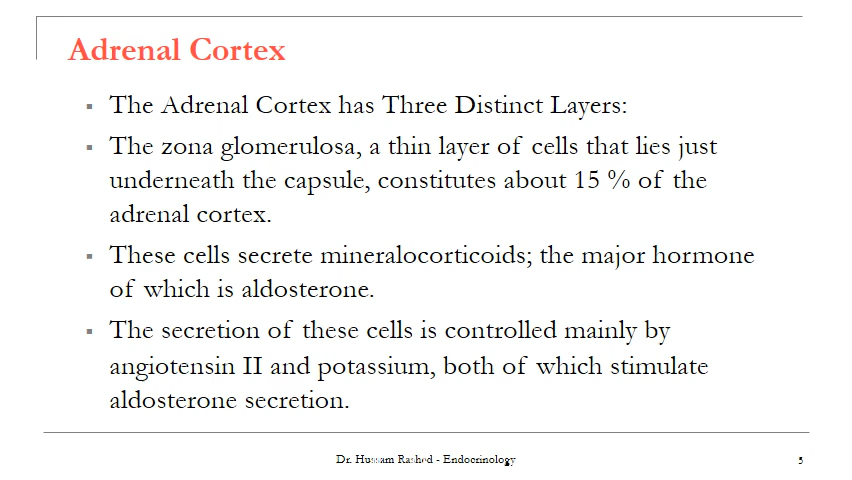 Adrenal Cortex
▪ The Adrenal Cortex has Three Distinct Layers:
▪ The zona glomerulosa, a thin layer of cells that lies just
underneath the capsule, constitutes about 15 % of the
adrenal cortex.
▪ These cells secrete mineralocorticoids; the major hormone
of which is aldosterone.
▪ The secretion of these cells is controlled mainly by
angiotensin II and potassium, both of which stimulate
aldosterone secretion.
Dr. Hussam Rashed - Endocrinology 5